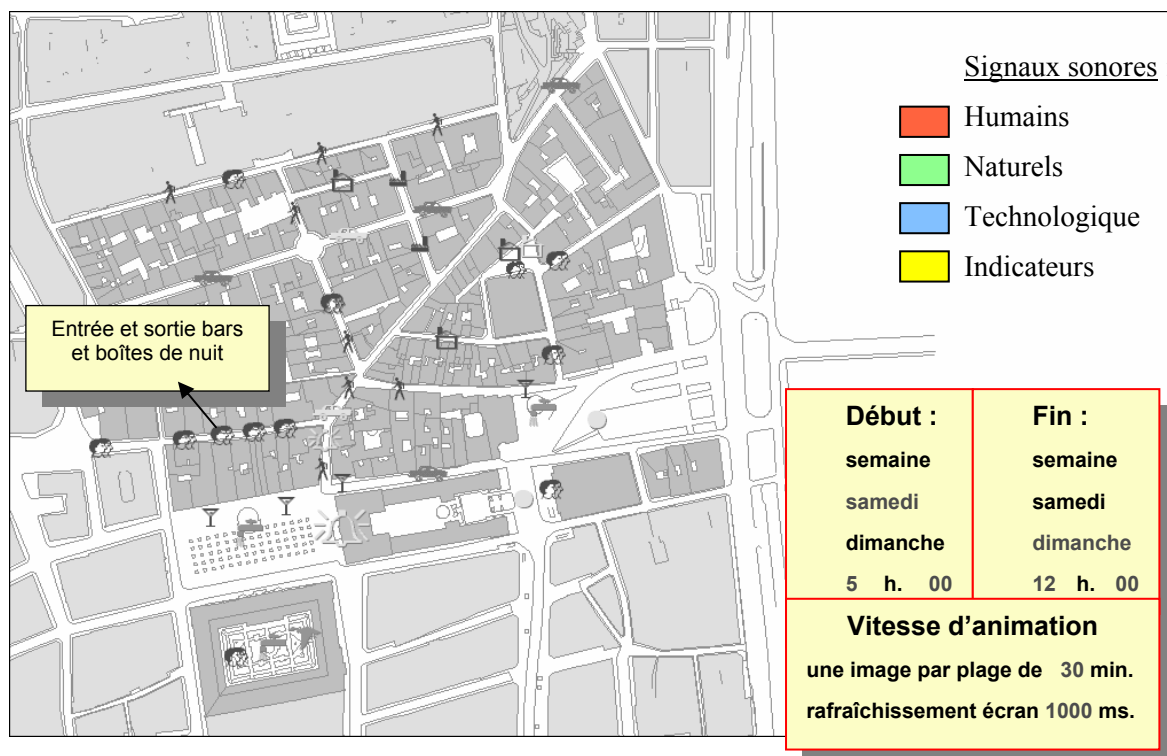 Signaux sonores
Humains
Naturels
Technologique
Indicateurs
Entrée et sortie bars
et boîtes de nuit
Début :
semaine
samedi
dimanche
5 h. 00
Fin :
semaine
samedi
dimanche
12 h. 00
Vitesse d’animation
une image par plage de 30 min.
rafraîchissement écran 1000 ms.